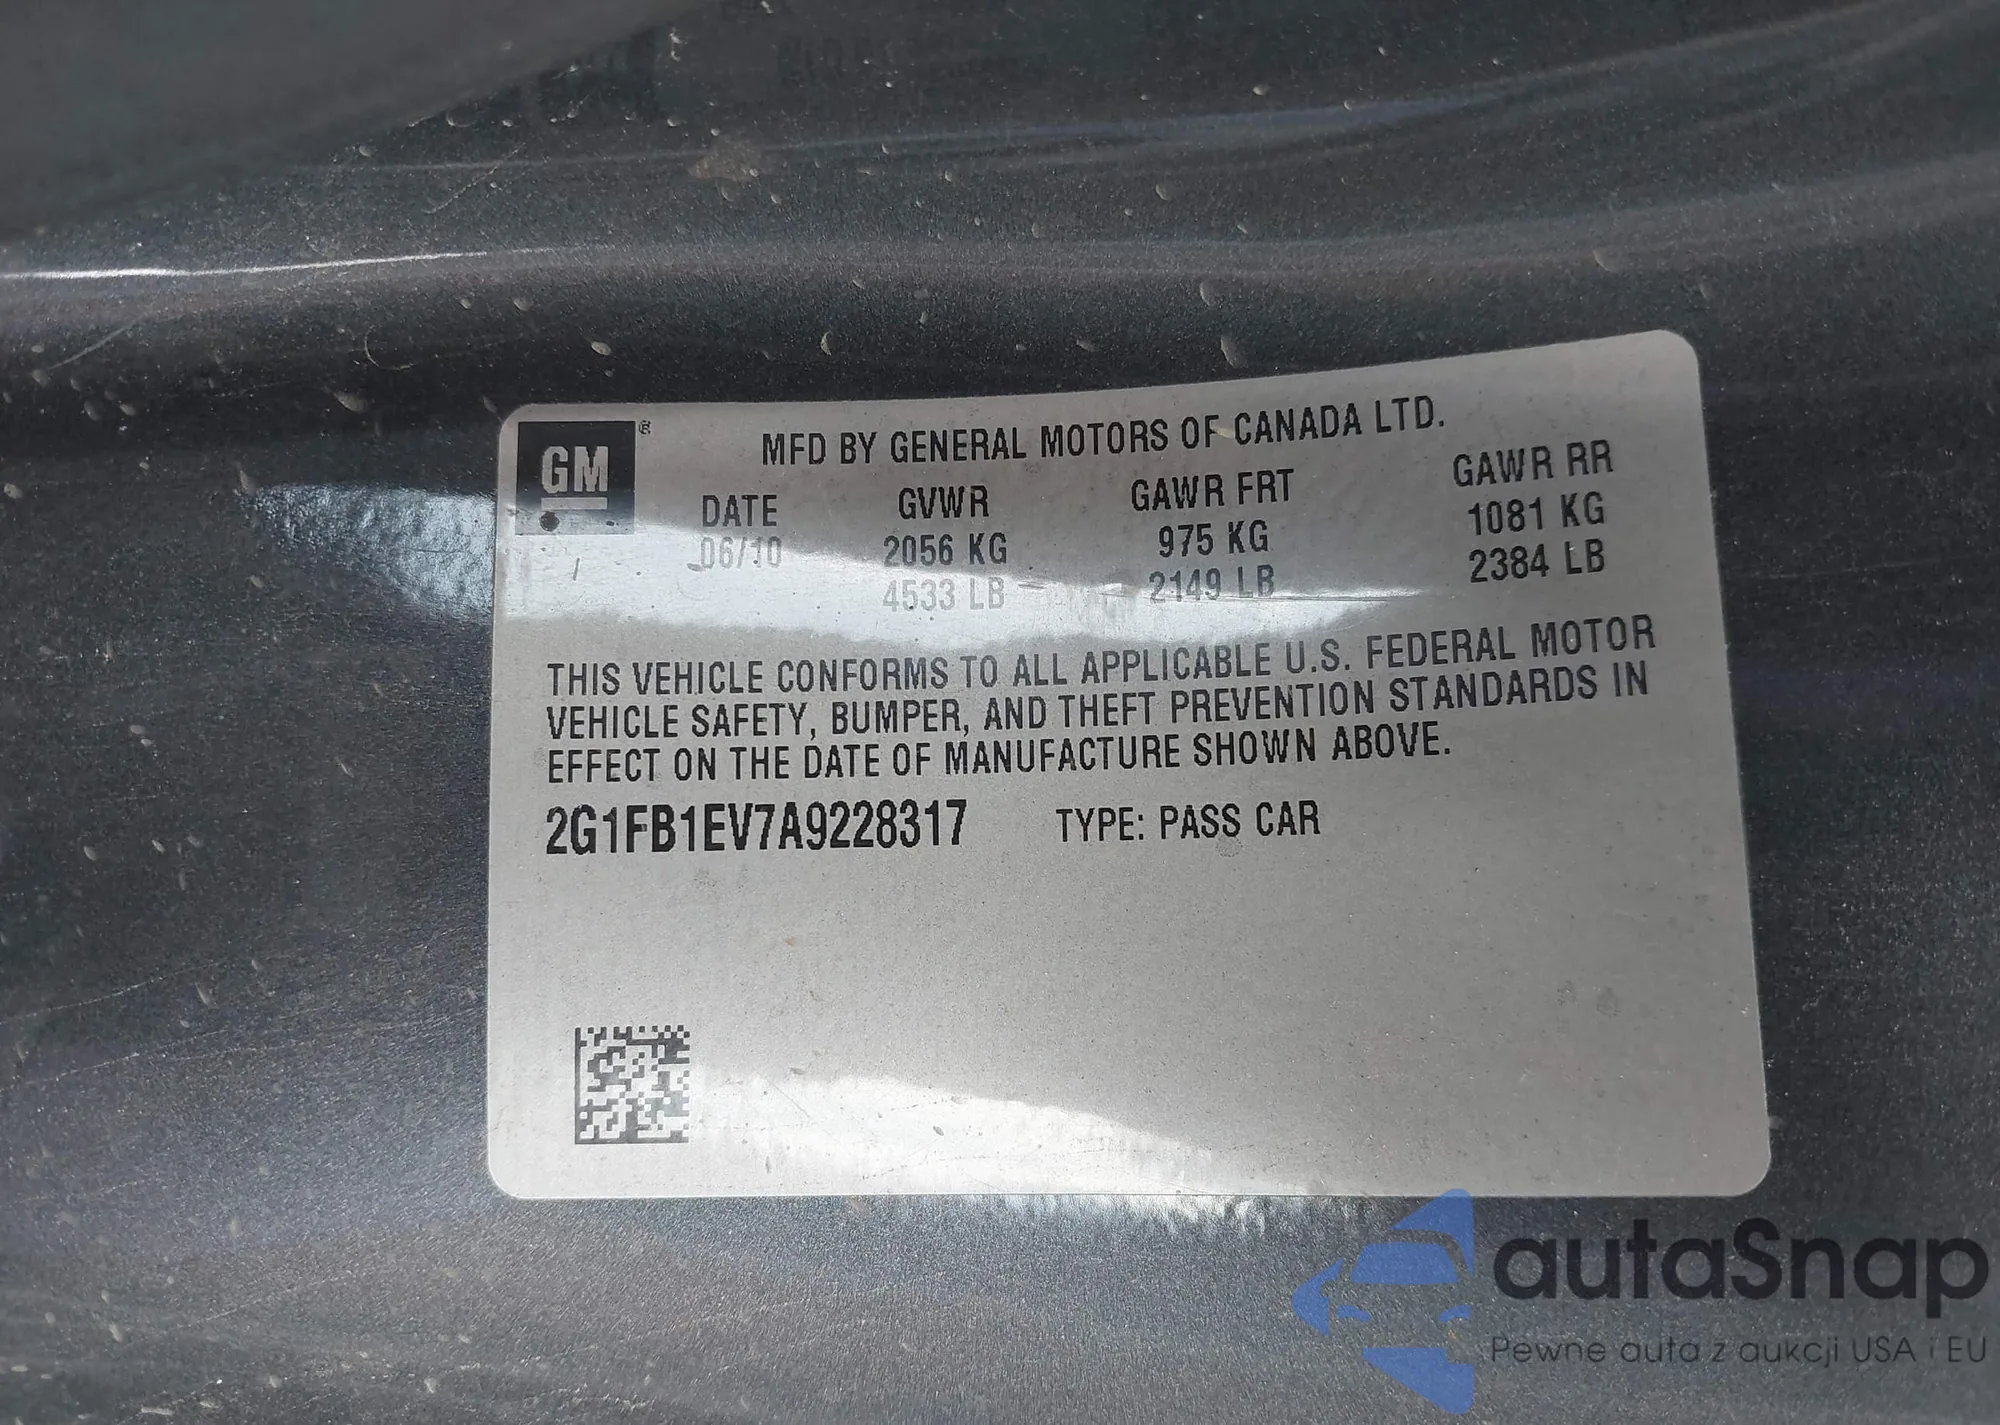 GM ®
MFD BY GENERAL MOTORS OF CANADA LTD.
DATE GVWR GAWR FRT GAWR RR
06/10 2056 KG 975 KG 1081 KG
4533 LB 2149 LB 2384 LB
THIS VEHICLE CONFORMS TO ALL APPLICABLE U.S. FEDERAL MOTOR
VEHICLE SAFETY, BUMPER, AND THEFT PREVENTION STANDARDS IN
EFFECT ON THE DATE OF MANUFACTURE SHOWN ABOVE.
2G1FB1EV7A9228317 TYPE: PASS CAR
autaSnap
Pewne auta z aukcji USA i EU